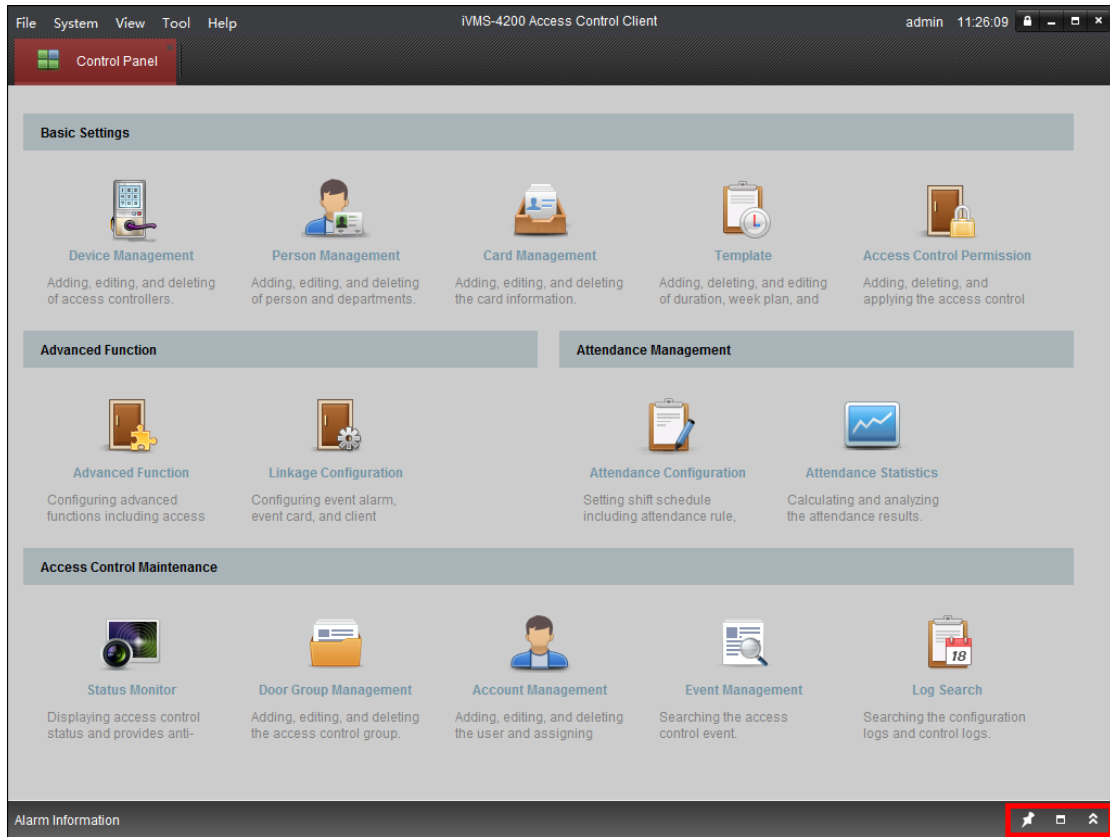 File System View Tool Help iVMS-4200 Access Control Client admin 11:26:09
Control Panel
Basic Settings
Device Management
Adding, editing, and deleting
of access controllers.
Person Management
Adding, editing, and deleting
of person and departments.
Card Management
Adding, editing, and deleting
the card information.
Template
Adding, deleting, and editing
of duration, week plan, and
Access Control Permission
Adding, deleting, and
applying the access control
Advanced Function
Advanced Function
Configuring advanced
functions including access
Linkage Configuration
Configuring event alarm,
event card, and client
Attendance Management
Attendance Configuration
Setting shift schedule
including attendance rule,
Attendance Statistics
Calculating and analyzing
the attendance results.
Access Control Maintenance
Status Monitor
Displaying access control
status and provides anti-
Door Group Management
Adding, editing, and deleting
the access control group.
Account Management
Adding, editing, and deleting
the user and assigning
Event Management
Searching the access
control event.
18
Log Search
Searching the configuration
logs and control logs.
Alarm Information